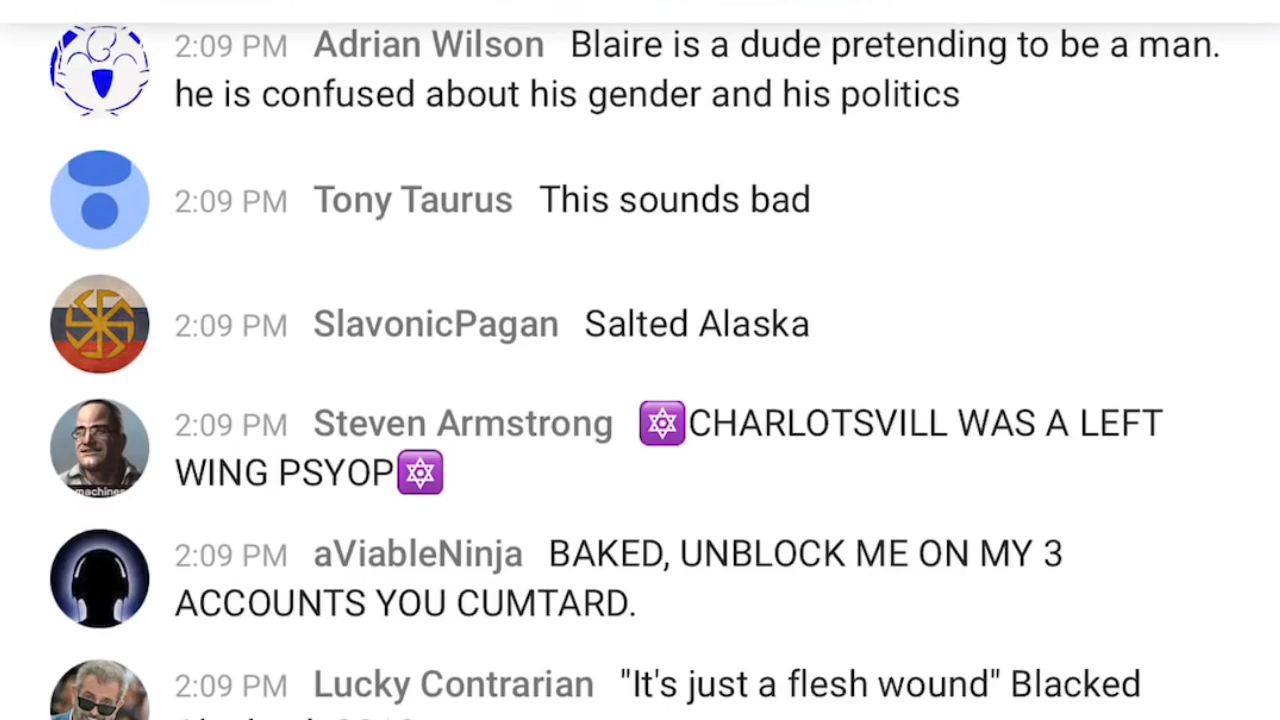 2:09 PM Adrian Wilson Blaire is a dude pretending to be a man.
he is confused about his gender and his politics
2:09 PM Tony Taurus This sounds bad
2:09 PM SlavonicPagan Salted Alaska
2:09 PM Steven Armstrong 🔯CHARLOTSVILL WAS A LEFT
WING PSYOP🔯
machines
2:09 PM aViableNinja BAKED, UNBLOCK ME ON MY 3
ACCOUNTS YOU CUMTARD.
2:09 PM Lucky Contrarian "It's just a flesh wound" Blacked